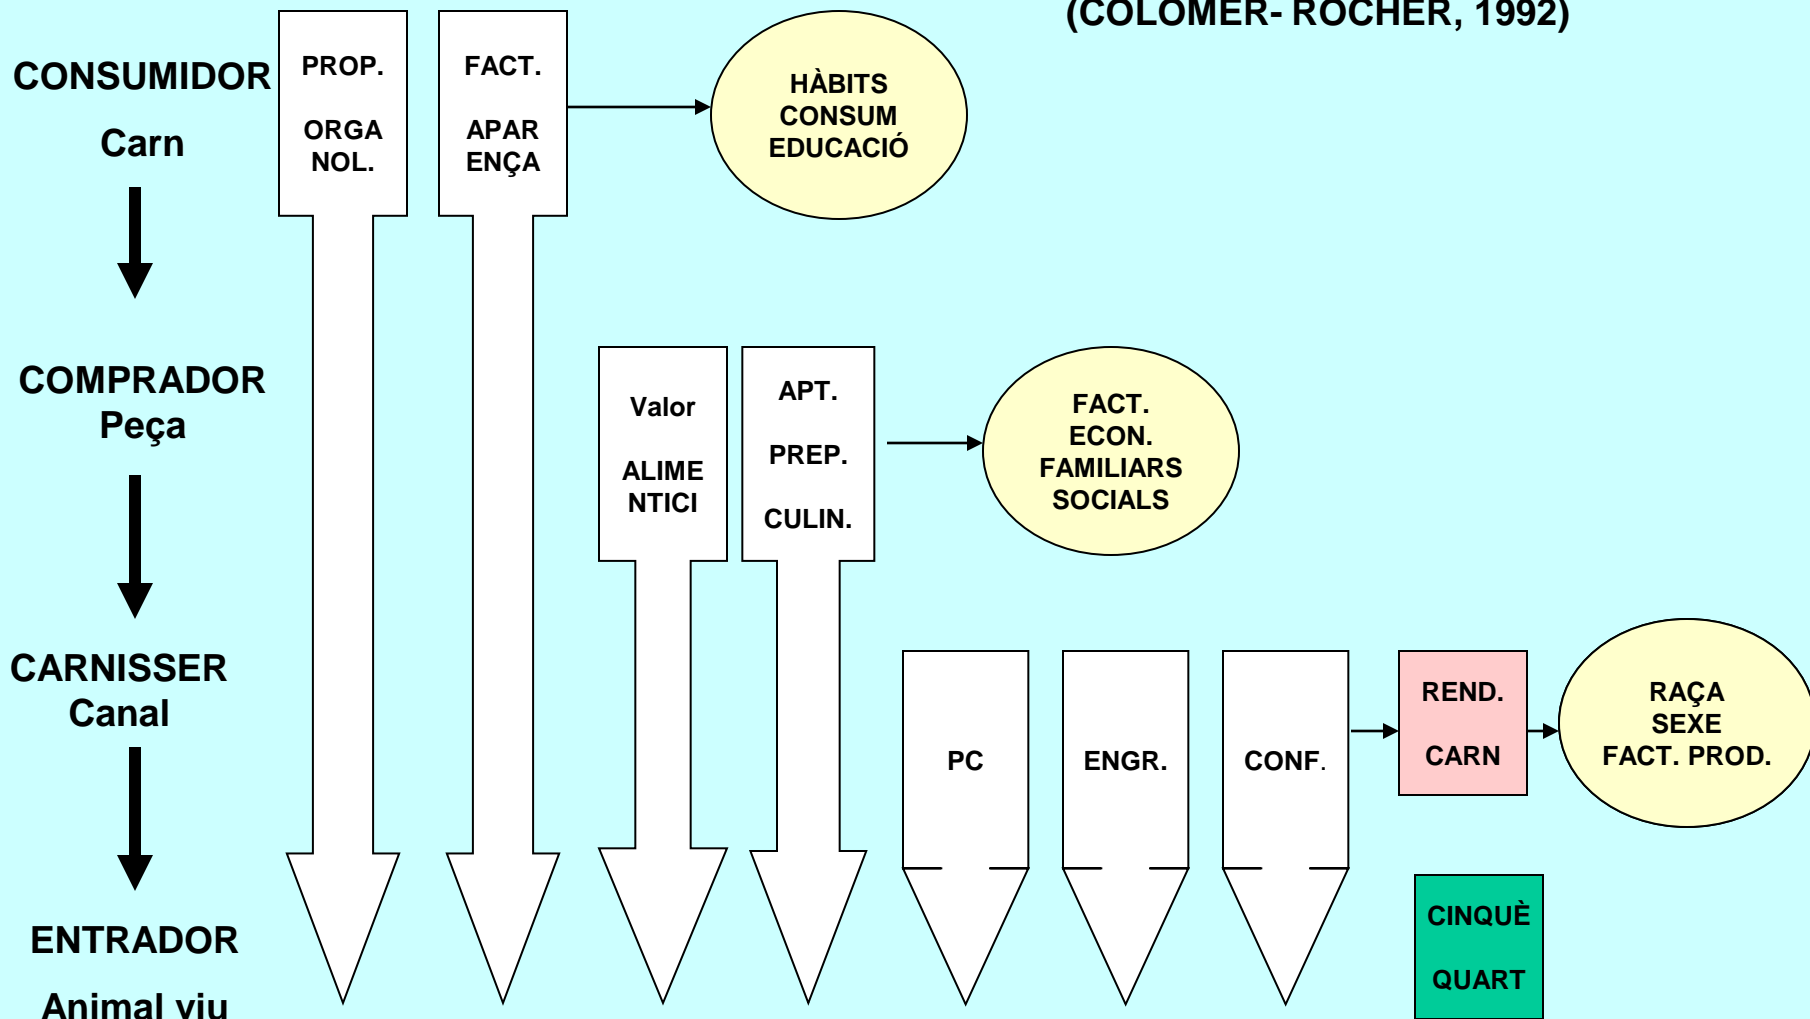 (COLOMER- ROCHER, 1992)
CONSUMIDOR
Carn
PROP.
ORGA
NOL.
FACT.
APAR
ENÇA
HÀBITS
CONSUM
EDUCACIÓ
COMPRADOR
Peça
Valor
ALIME
NTICI
APT.
PREP.
CULIN.
FACT.
ECON.
FAMILIARS
SOCIALS
CARNISSER
Canal
PC
ENGR.
CONF.
REND.
CARN
RAÇA
SEXE
FACT. PROD.
ENTRADOR
Animal viu
CINQUÈ
QUART